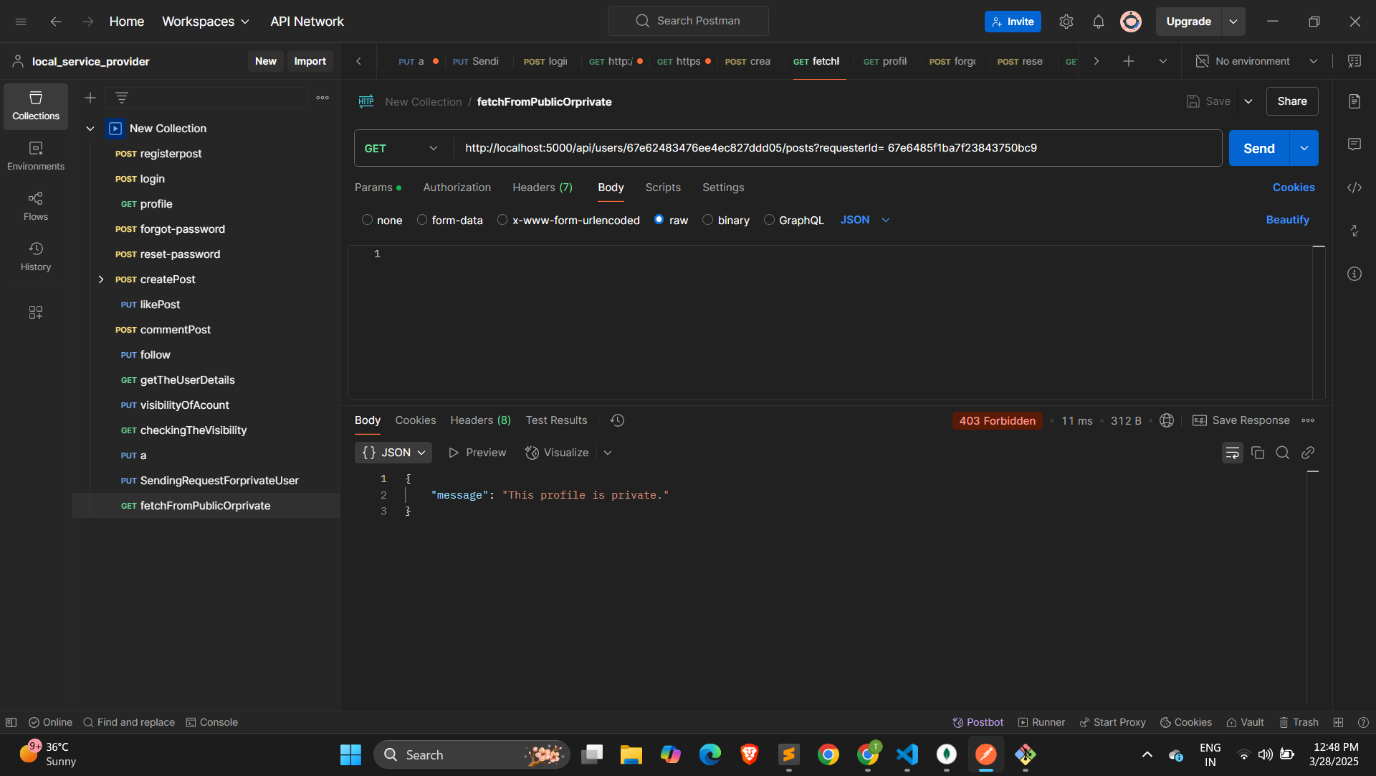 Home Workspaces API Network Search Postman Invite Upgrade
local_service_provider New Import PUT a PUT Sendi POST login GET http:/ GET https POST crea GET fetchF GET profil POST forgo POST rese GE No environment
Collections
Environments
Flows
History
New Collection
POST registerpost
POST login
GET profile
POST forgot-password
POST reset-password
POST createPost
PUT likePost
POST commentPost
PUT follow
GET getTheUserDetails
PUT visibilityOfAcount
GET checkingTheVisibility
PUT a
PUT SendingRequestForprivateUser
GET fetchFromPublicOrprivate
HTTP New Collection / fetchFromPublicOrprivate Save Share
GET http://localhost:5000/api/users/67e62483476ee4ec827ddd05/posts?requesterId= 67e6485f1ba7f23843750bc9 Send
Params Authorization Headers (7) Body Scripts Settings Cookies
none form-data x-www-form-urlencoded raw binary GraphQL JSON Beautify
1
Body Cookies Headers (8) Test Results 403 Forbidden 11 ms 312 B Save Response
{} JSON Preview Visualize
1 {
2 "message": "This profile is private."
3 }
Online Find and replace Console Postbot Runner Start Proxy Cookies Vault Trash
9+ 36°C
Sunny
Search
T
ENG
IN
12:48 PM
3/28/2025